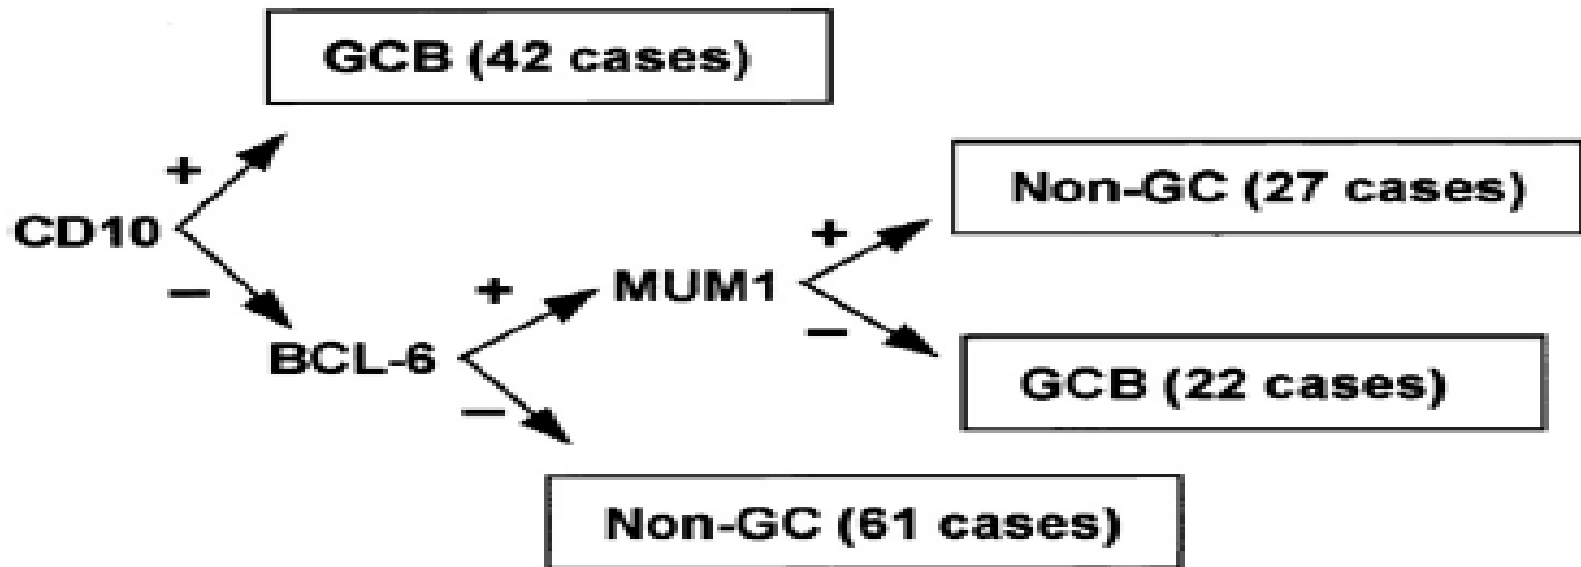 GCB (42 cases)
+
Non-GC (27 cases)
CD10
+
−
+
MUM1
−
BCL-6
GCB (22 cases)
−
Non-GC (61 cases)